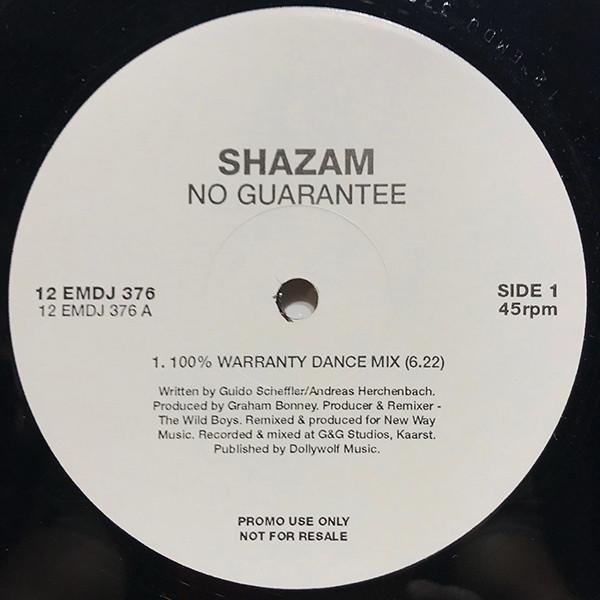 SHAZAM
NO GUARANTEE
12 EMDJ 376
12 EMDJ 376 A
SIDE 1
45rpm
1. 100% WARRANTY DANCE MIX (6.22)
Written by Guido Scheffler/Andreas Herchenbach.
Produced by Graham Bonney. Producer & Remixer -
The Wild Boys. Remixed & produced for New Way
Music. Recorded & mixed at G&G Studios, Kaarst.
Published by Dollywolf Music.
PROMO USE ONLY
NOT FOR RESALE